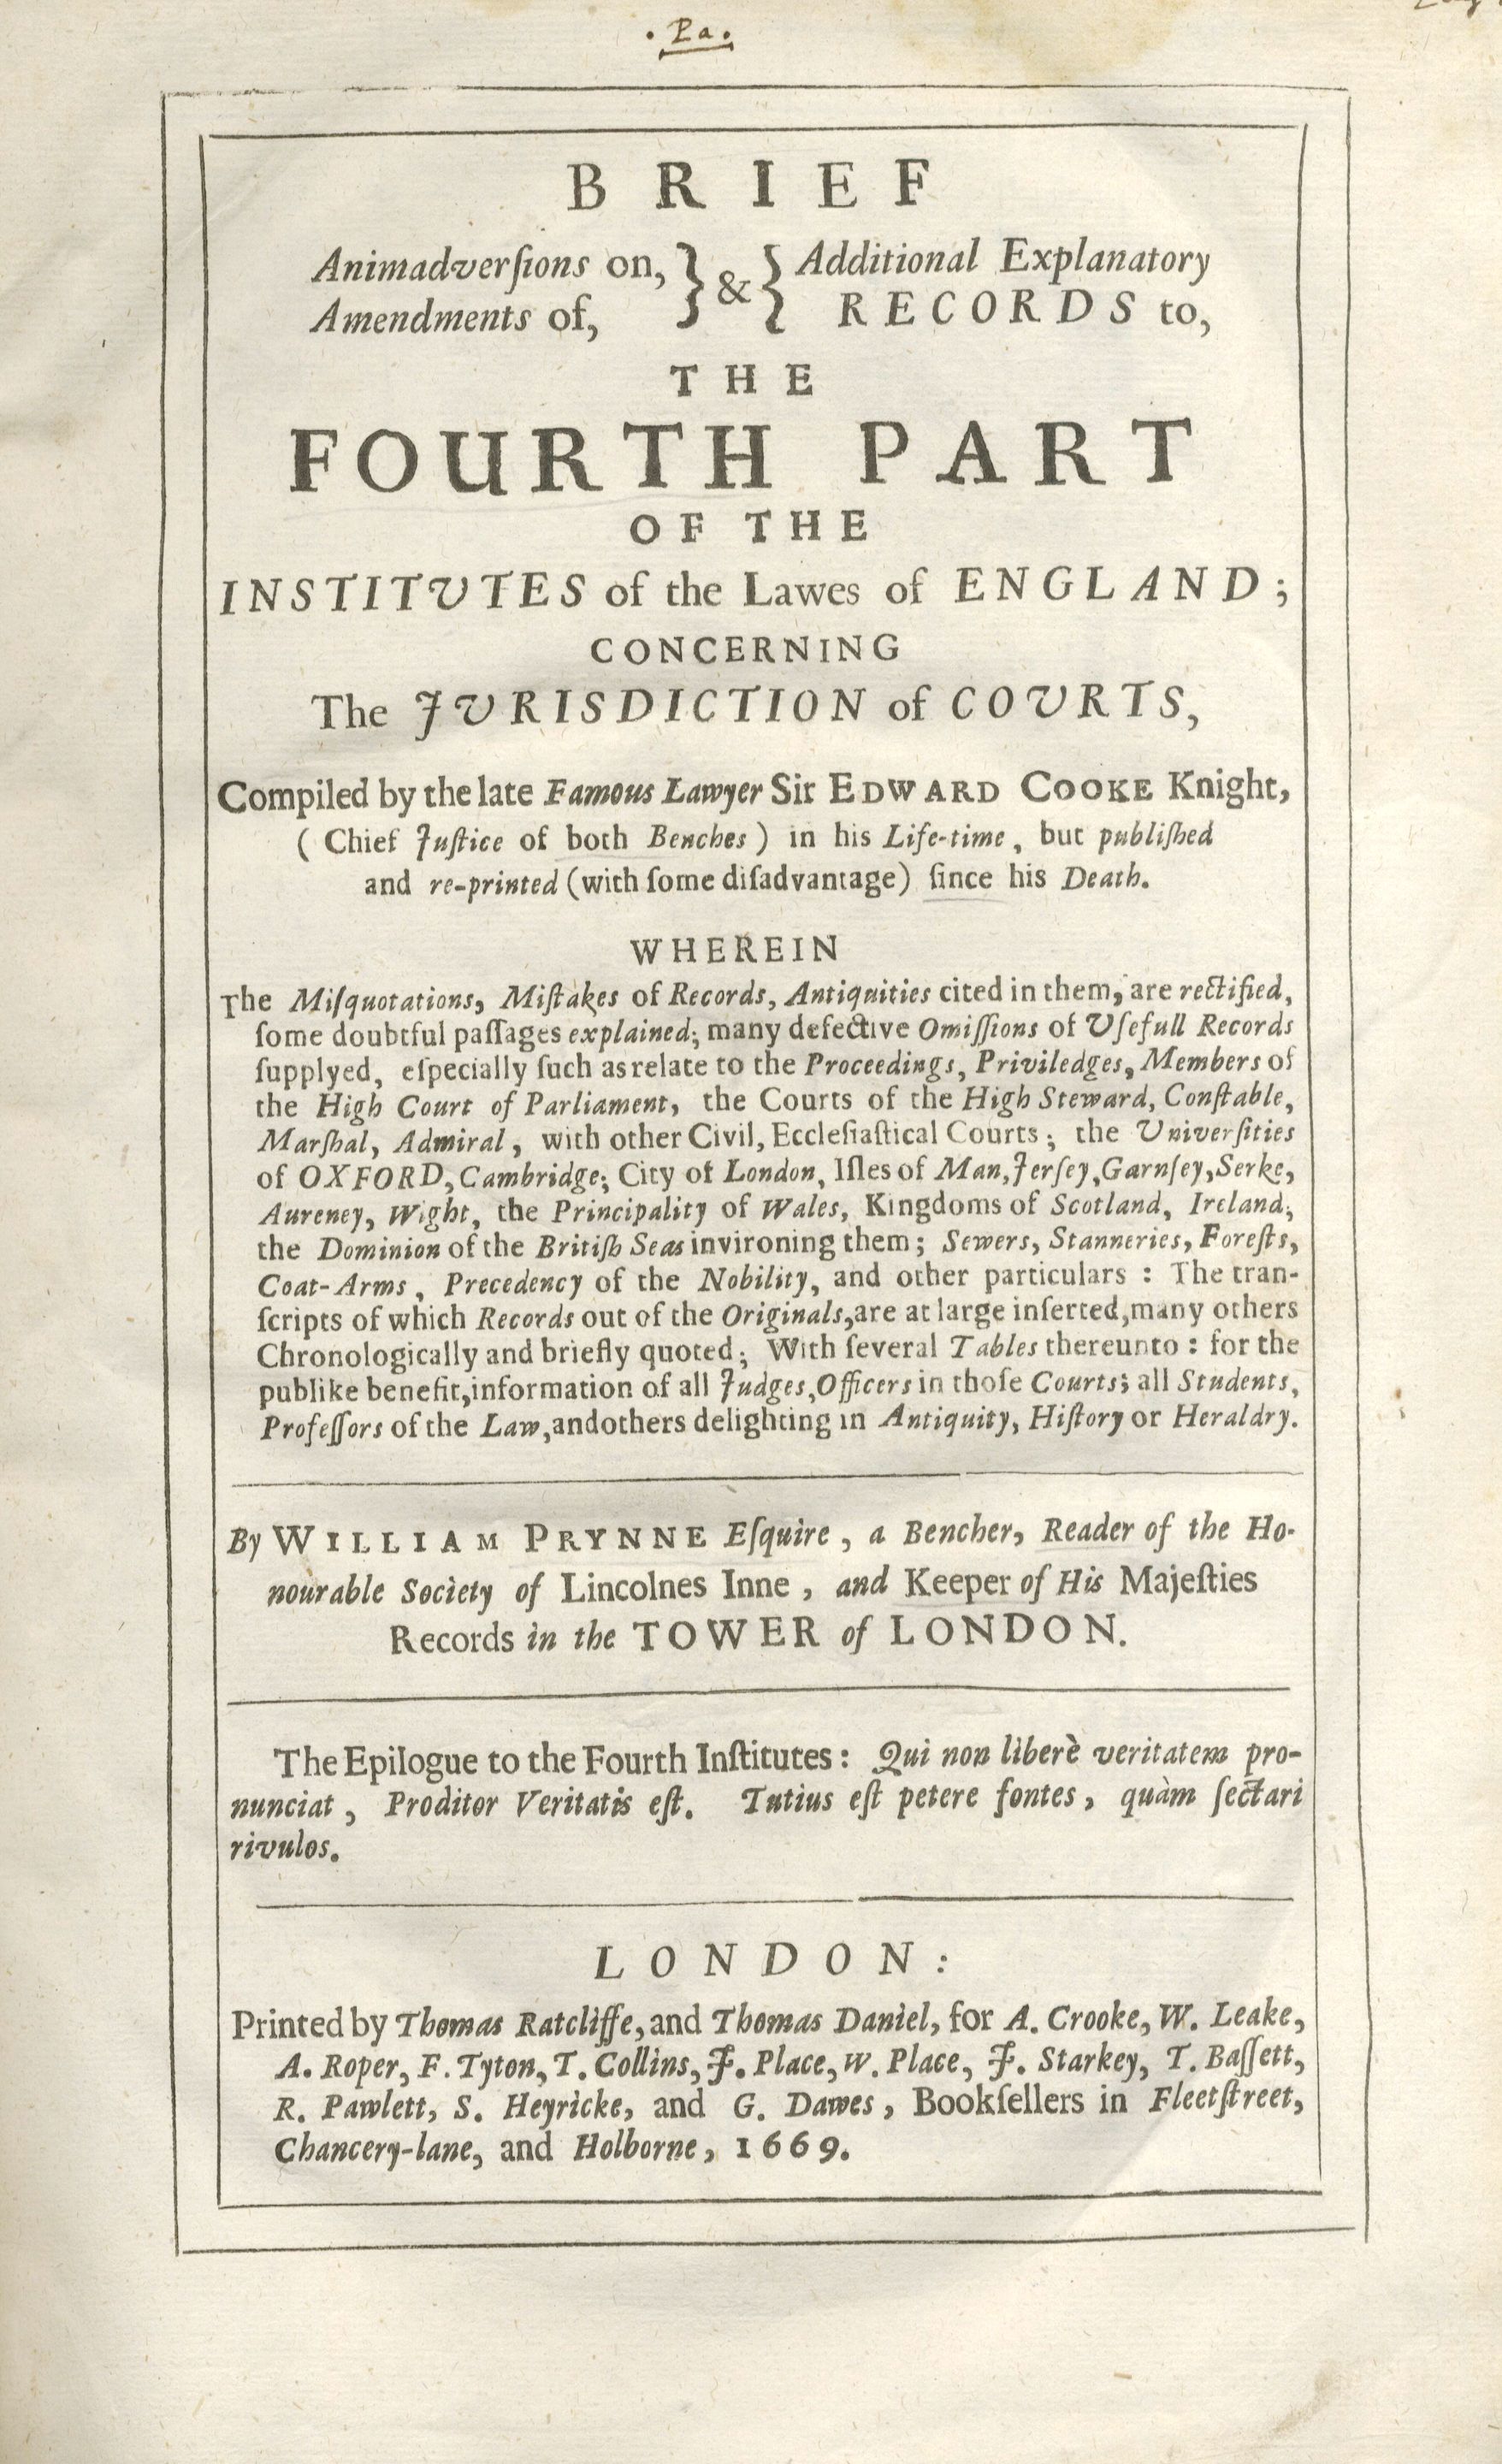 . Pa.
BRIEF
Animadverſions on, } & { Additional Explanatory
Amendments of, RECORDS to,
THE
FOURTH PART
OF THE
INSTITVTES of the Lawes of ENGLAND;
CONCERNING
The JVRISDICTION of COVRTS,
Compiled by the late Famous Lawyer Sir EDWARD COOKE Knight,
(Chief Juſtice of both Benches) in his Life-time, but publiſhed
and re-printed (with ſome diſadvantage) ſince his Death.
WHEREIN
The Miſquotations, Miſtakes of Records, Antiquities cited in them, are rectified,
ſome doubtful paſſages explained; many defective Omiſſions of Vſefull Records
ſupplyed, eſpecially ſuch as relate to the Proceedings, Priviledges, Members of
the High Court of Parliament, the Courts of the High Steward, Conſtable,
Marſhal, Admiral, with other Civil, Eccleſiaſtical Courts; the Univerſities
of OXFORD, Cambridge; City of London, Iſles of Man, Jerſey, Garnſey, Serke,
Aureney, Wight, the Principality of Wales, Kingdoms of Scotland, Ireland;
the Dominion of the Britiſh Seas invironing them; Sewers, Stanneries, Foreſts,
Coat-Arms, Precedency of the Nobility, and other particulars: The tran-
ſcripts of which Records out of the Originals, are at large inſerted, many others
Chronologically and briefly quoted; With ſeveral Tables thereunto: for the
publike benefit, information of all Judges, Officers in thoſe Courts; all Students,
Profeſſors of the Law, andothers delighting in Antiquity, Hiſtory or Heraldry.
By WILLIAM PRYNNE Eſquire, a Bencher, Reader of the Ho-
nourable Society of Lincolnes Inne, and Keeper of His Majeſties
Records in the TOWER of LONDON.
The Epilogue to the Fourth Inſtitutes: Qui non liberè veritatem pro-
nunciat, Proditor Veritatis eſt. Tutius eſt petere fontes, quàm ſectari
rivulos.
LONDON:
Printed by Thomas Ratcliffe, and Thomas Daniel, for A. Crooke, W. Leake,
A. Roper, F. Tyton, T. Collins, J. Place, W. Place, J. Starkey, T. Baſſett,
R. Pawlett, S. Heyricke, and G. Dawes, Bookſellers in Fleetſtreet,
Chancery-lane, and Holborne, 1669.